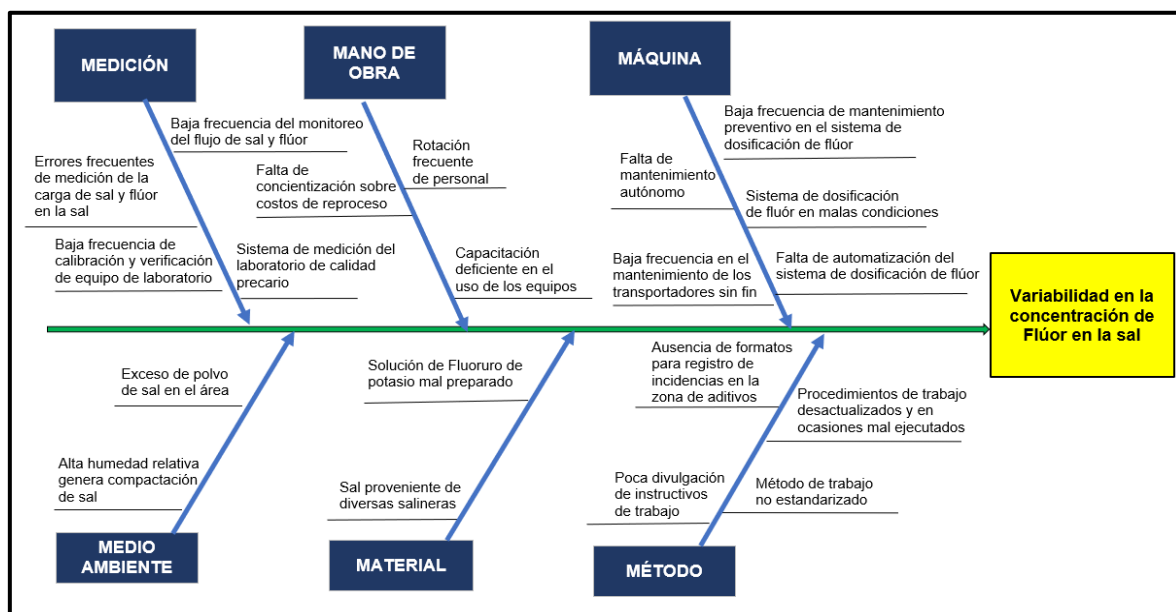 MEDICIÓN
MANO DE
OBRA
MÁQUINA
Baja frecuencia del monitoreo
del flujo de sal y flúor
Errores frecuentes
de medición de la
carga de sal y flúor
en la sal
Baja frecuencia de
calibración y verificación
de equipo de laboratorio
Sistema de medición del
laboratorio de calidad
precario
Rotación
frecuente
de personal
Falta de
concientización sobre
costos de reproceso
Capacitación
deficiente en el
uso de los equipos
Baja frecuencia de mantenimiento
preventivo en el sistema de
dosificación de flúor
Falta de
mantenimiento
autónomo
Sistema de dosificación
de fluór en malas condiciones
Baja frecuencia en el
mantenimiento de los
transportadores sin fin
Falta de automatización del
sistema de dosificación de flúor
Variabilidad en la
concentración de
Flúor en la sal
Exceso de polvo
de sal en el área
Alta humedad relativa
genera compactación
de sal
Solución de Fluoruro de
potasio mal preparado
Sal proveniente de
diversas salineras
Ausencia de formatos
para registro de
incidencias en la
zona de aditivos
Procedimientos de trabajo
desactualizados y en
ocasiones mal ejecutados
Poca divulgación
de instructivos
de trabajo
Método de trabajo
no estandarizado
MEDIO
AMBIENTE
MATERIAL
MÉTODO